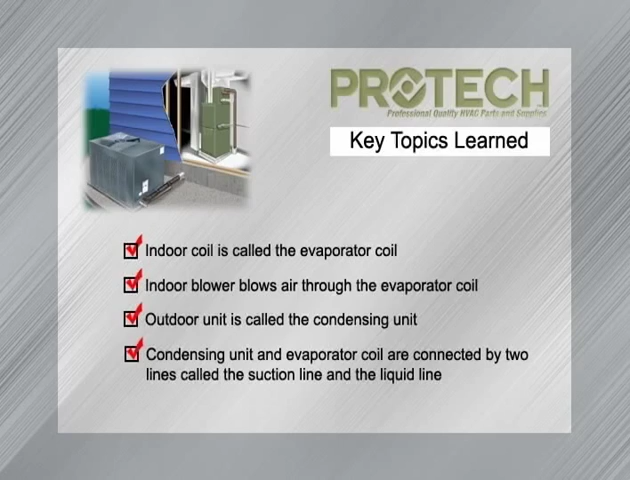 PROTECH
Professional Quality HVAC Parts and Supplies
Key Topics Learned
Indoor coil is called the evaporator coil
Indoor blower blows air through the evaporator coil
Outdoor unit is called the condensing unit
Condensing unit and evaporator coil are connected by two
lines called the suction line and the liquid line